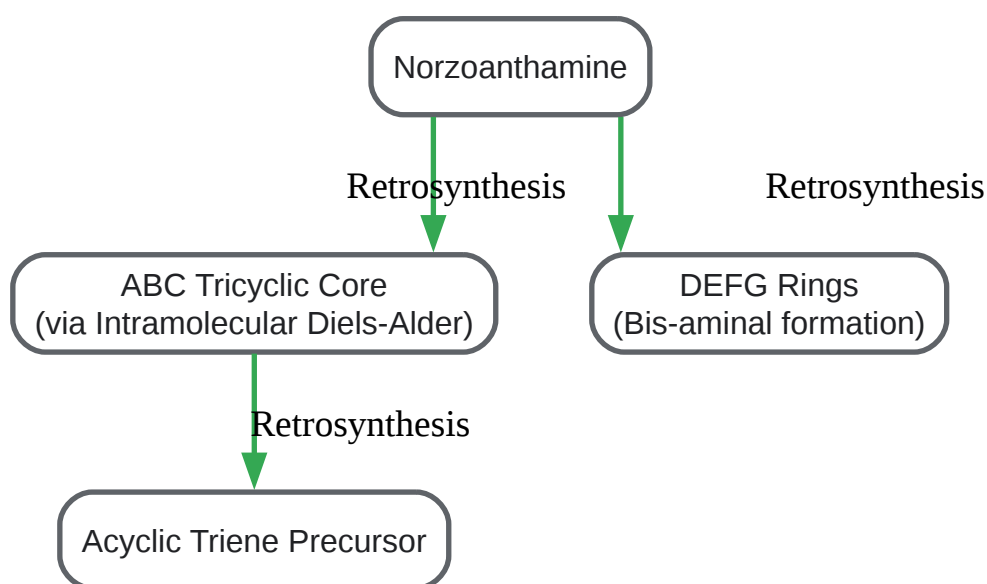 Norzoanthamine
Retrosynthesis
Retrosynthesis
ABC Tricyclic Core
(via Intramolecular Diels-Alder)
DEFG Rings
(Bis-aminal formation)
Retrosynthesis
Acyclic Triene Precursor